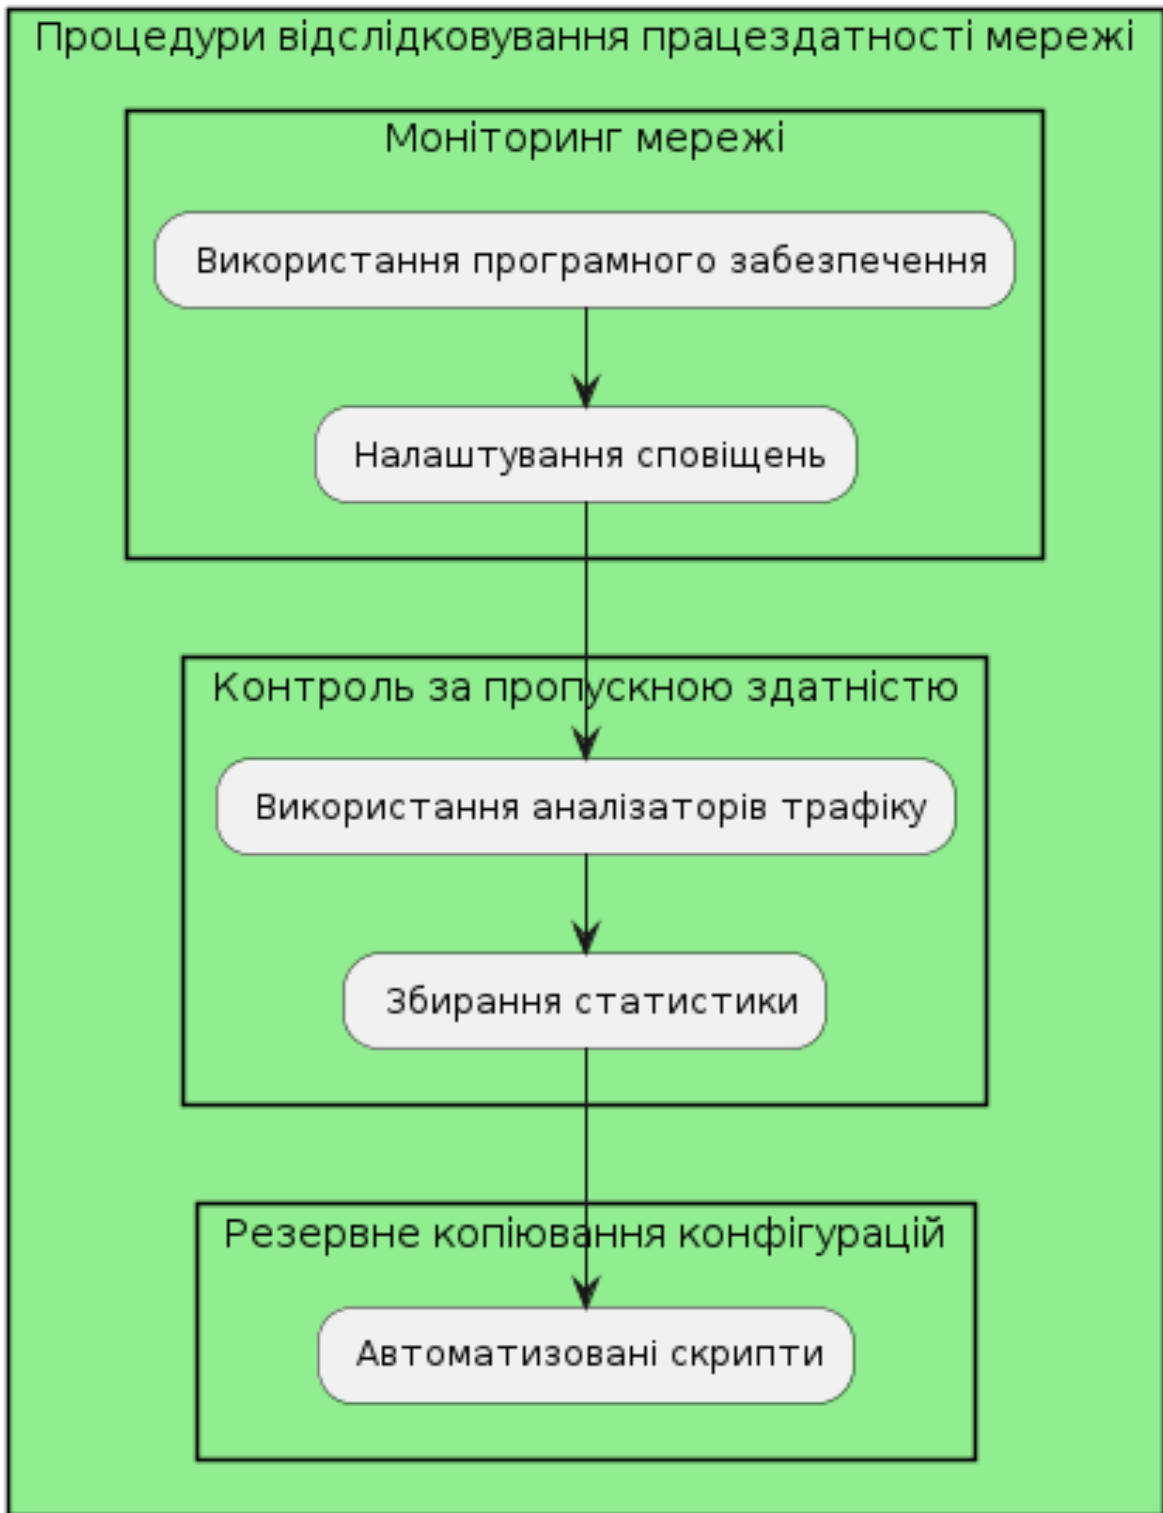 Процедури відслідковування працездатності мережі
Моніторинг мережі
Використання програмного забезпечення
Налаштування сповіщень
Контроль за пропускною здатністю
Використання аналізаторів трафіку
Збирання статистики
Резервне копіювання конфігурацій
Автоматизовані скрипти